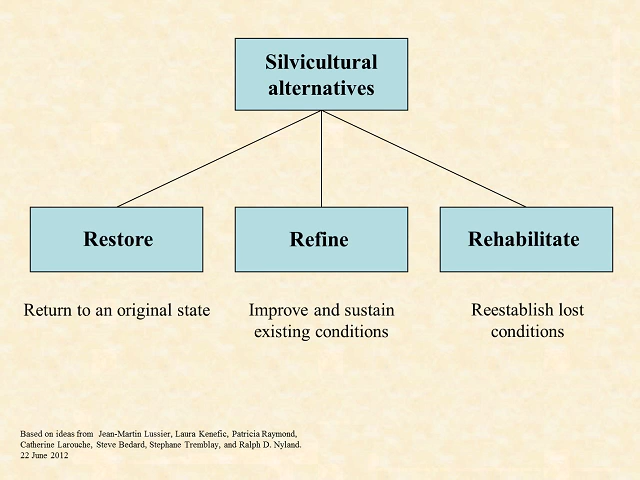 Silvicultural
alternatives
Restore
Refine
Rehabilitate
Return to an original state
Improve and sustain
existing conditions
Reestablish lost
conditions
Based on ideas from Jean-Martin Lussier, Laura Kenefic, Patricia Raymond,
Catherine Larouche, Steve Bedard, Stephane Tremblay, and Ralph D. Nyland.
22 June 2012